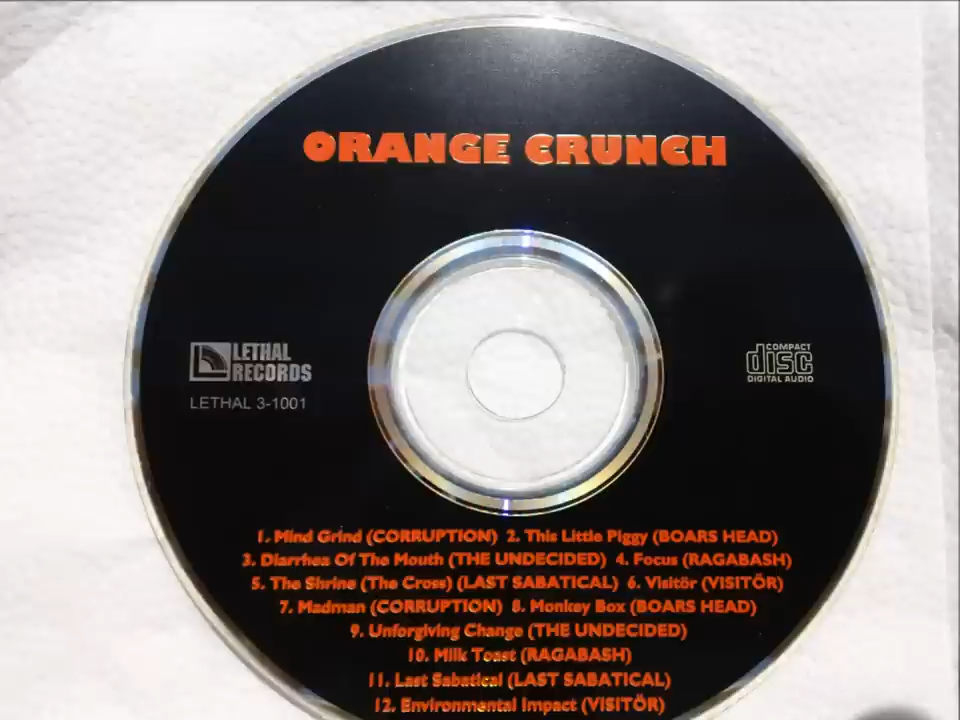 ORANGE CRUNCH
LETHAL
RECORDS
LETHAL 3-1001
COMPACT
disc
DIGITAL AUDIO
1. Mind Grind (CORRUPTION) 2. This Little Piggy (BOARS HEAD)
3. Diarrhea Of The Mouth (THE UNDECIDED) 4. Focus (RAGABASH)
5. The Shrine (The Cross) (LAST SABATICAL) 6. Visitör (VISITÖR)
7. Madman (CORRUPTION) 8. Monkey Box (BOARS HEAD)
9. Unforgiving Change (THE UNDECIDED)
10. Milk Toast (RAGABASH)
11. Last Sabatical (LAST SABATICAL)
12. Environmental Impact (VISITÖR)